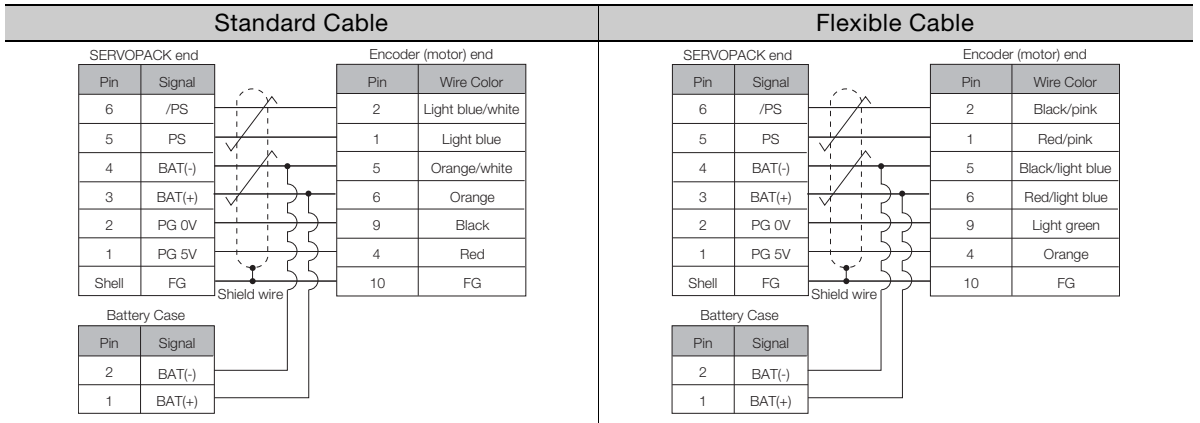 Standard Cable Flexible Cable
SERVOPACK end Encoder (motor) end SERVOPACK end Encoder (motor) end
Pin Signal Pin Wire Color Pin Signal Pin Wire Color
6 /PS 2 Light blue/white 6 /PS 2 Black/pink
5 PS 1 Light blue 5 PS 1 Red/pink
4 BAT(-) 5 Orange/white 4 BAT(-) 5 Black/light blue
3 BAT(+) 6 Orange 3 BAT(+) 6 Red/light blue
2 PG 0V 9 Black 2 PG 0V 9 Light green
1 PG 5V 4 Red 1 PG 5V 4 Orange
Shell FG 10 FG Shell FG 10 FG
Shield wire Shield wire
Battery Case Battery Case
Pin Signal Pin Signal
2 BAT(-) 2 BAT(-)
1 BAT(+) 1 BAT(+)